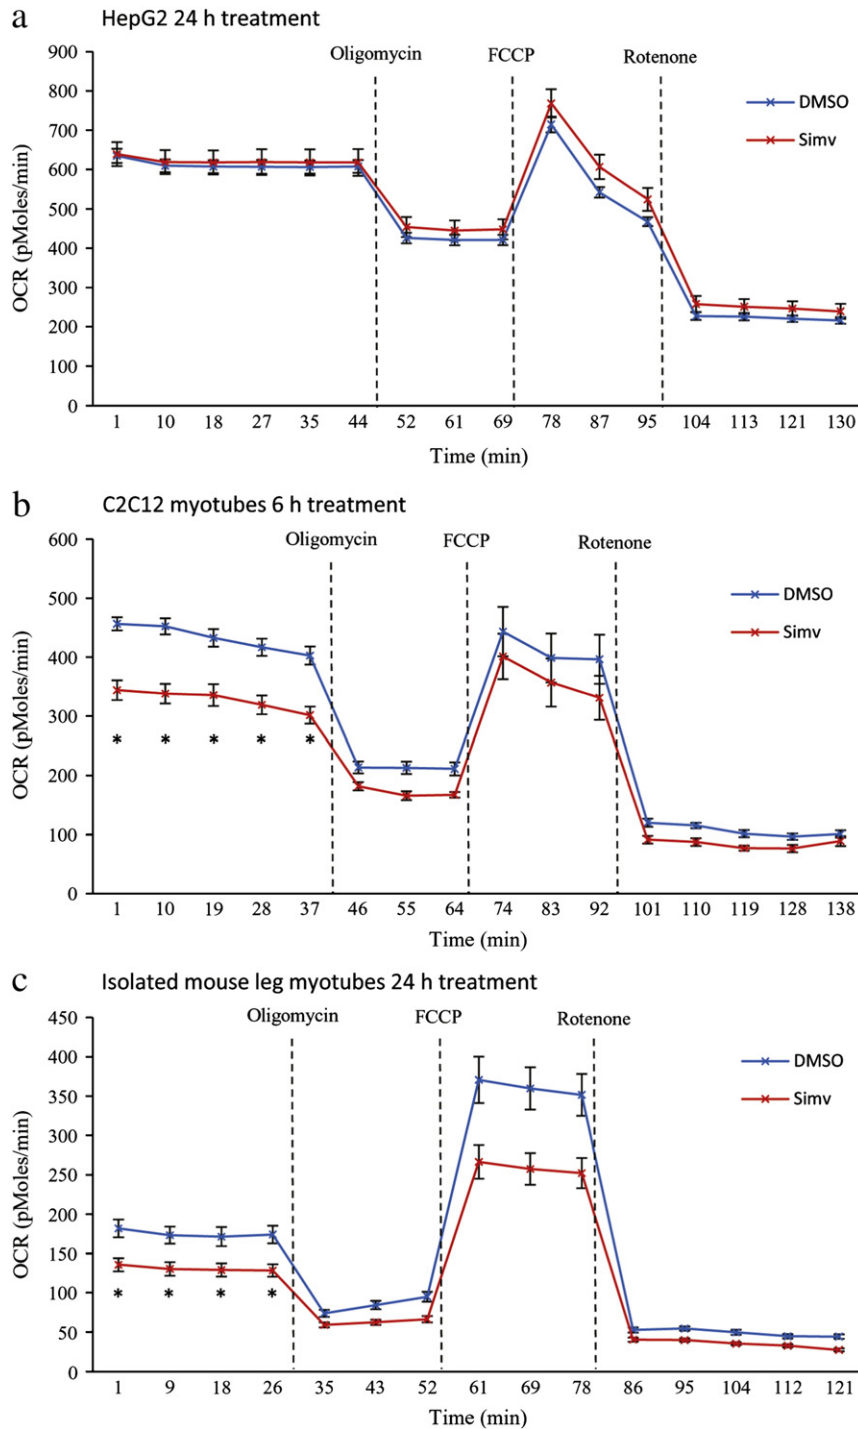 a
HepG2 24 h treatment
Oligomycin FCCP Rotenone
900
800
700
600
500
400
300
200
100
0
OCR (pMoles/min)
DMSO
Simv
1 10 18 27 35 44 52 61 69 78 87 95 104 113 121 130
Time (min)
b
C2C12 myotubes 6 h treatment
Oligomycin FCCP Rotenone
600
500
400
300
200
100
0
OCR (pMoles/min)
DMSO
Simv
* * * * *
1 10 19 28 37 46 55 64 74 83 92 101 110 119 128 138
Time (min)
c
Isolated mouse leg myotubes 24 h treatment
Oligomycin FCCP Rotenone
450
400
350
300
250
200
150
100
50
0
OCR (pMoles/min)
DMSO
Simv
* * * *
1 9 18 26 35 43 52 61 69 78 86 95 104 112 121
Time (min)